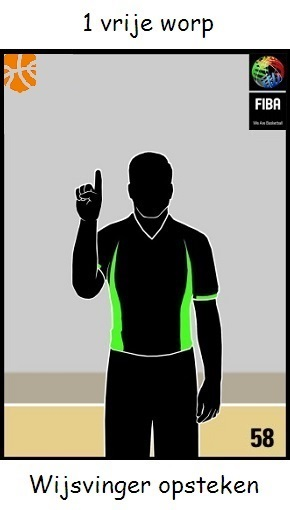 1 vrije worp
FIBA
We Are Basketball
58
Wijsvinger opsteken